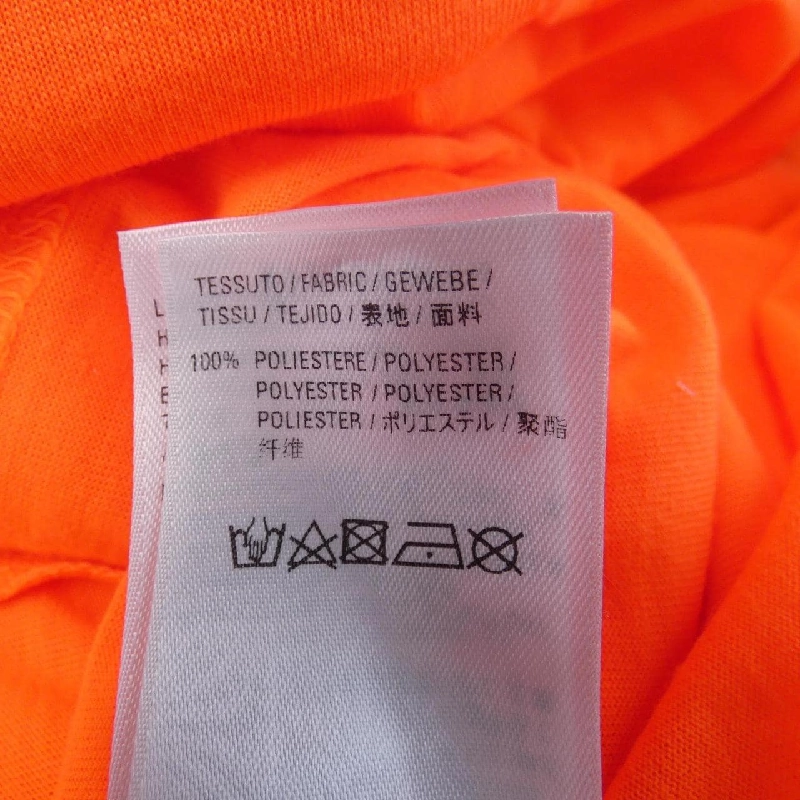 TESSUTO / FABRIC / GEWEBE /
TISSU / TEJIDO / 表地 / 面料
100% POLIESTERE / POLYESTER /
POLYESTER / POLYESTER /
POLIESTER / ポリエステル / 聚酯
纤维